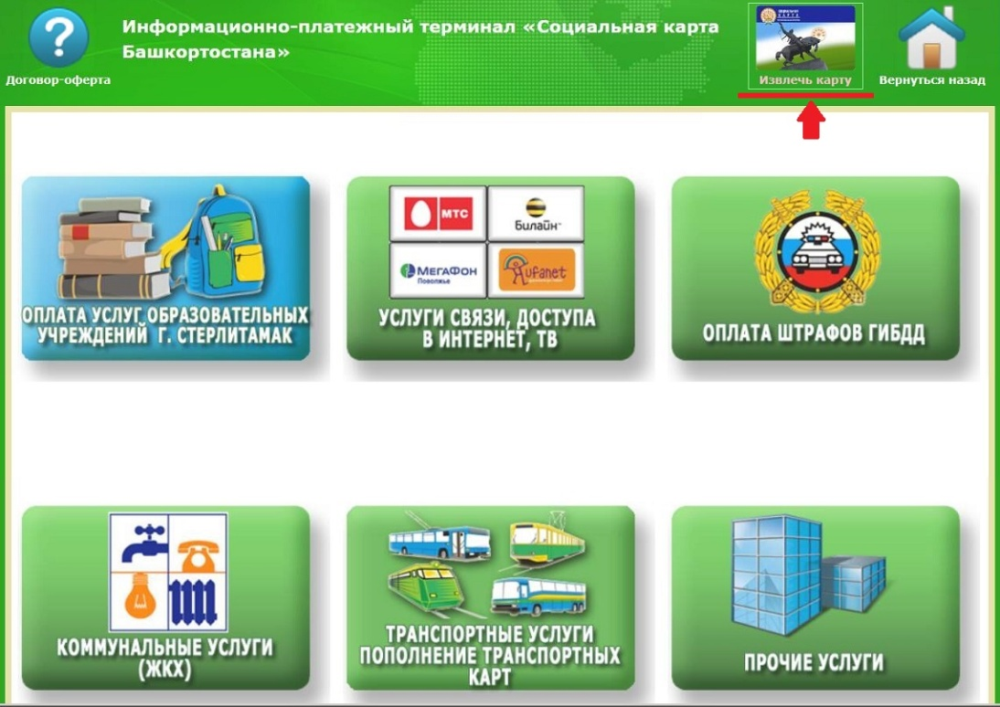 ?
Договор-оферта
Информационно-платежный терминал «Социальная карта
Башкортостана»
СОЦИАЛЬНАЯ
КАРТА
Извлечь карту
Вернуться назад
ОПЛАТА УСЛУГ ОБРАЗОВАТЕЛЬНЫХ
УЧРЕЖДЕНИЙ Г. СТЕРЛИТАМАК
МТС
Билайн
МЕГАФОН
Поволжье
ufanet
УСЛУГИ СВЯЗИ, ДОСТУПА
В ИНТЕРНЕТ, ТВ
ОПЛАТА ШТРАФОВ ГИБДД
КОММУНАЛЬНЫЕ УСЛУГИ
(ЖКХ)
ТРАНСПОРТНЫЕ УСЛУГИ
ПОПОЛНЕНИЕ ТРАНСПОРТНЫХ
КАРТ
ПРОЧИЕ УСЛУГИ